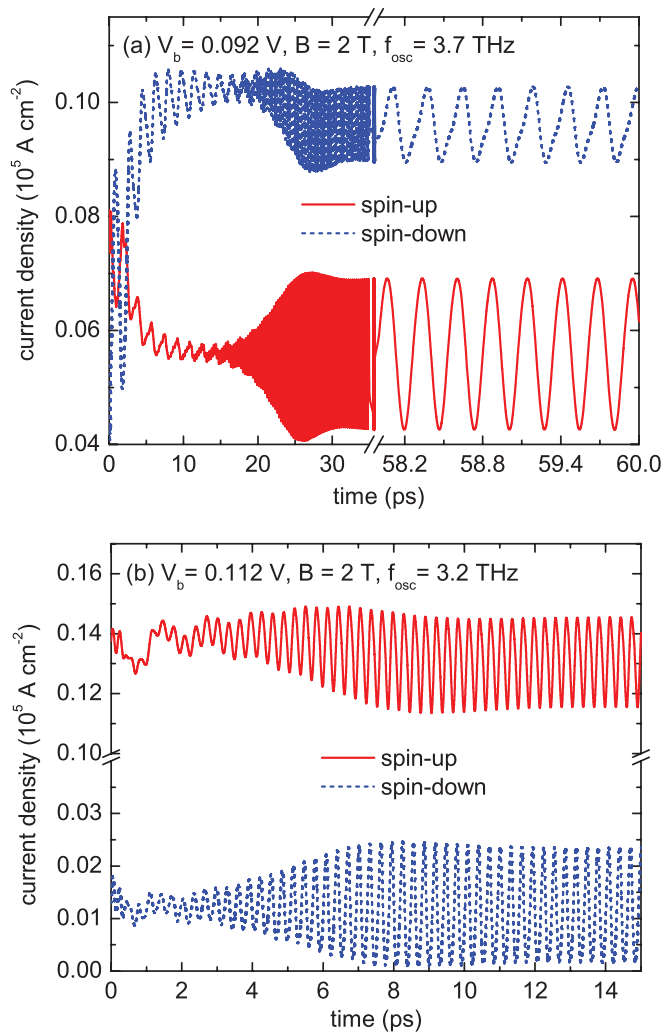 (a) V_b= 0.092 V, B = 2 T, f_osc= 3.7 THz
0.10
0.08
0.06
0.04
current density (10⁵ A cm⁻²)
spin-up
spin-down
0 10 20 30 58.2 58.8 59.4 60.0
time (ps)
(b) V_b= 0.112 V, B = 2 T, f_osc= 3.2 THz
0.16
0.14
0.12
0.10
0.03
0.02
0.01
0.00
current density (10⁵ A cm⁻²)
spin-up
spin-down
0 2 4 6 8 10 12 14
time (ps)